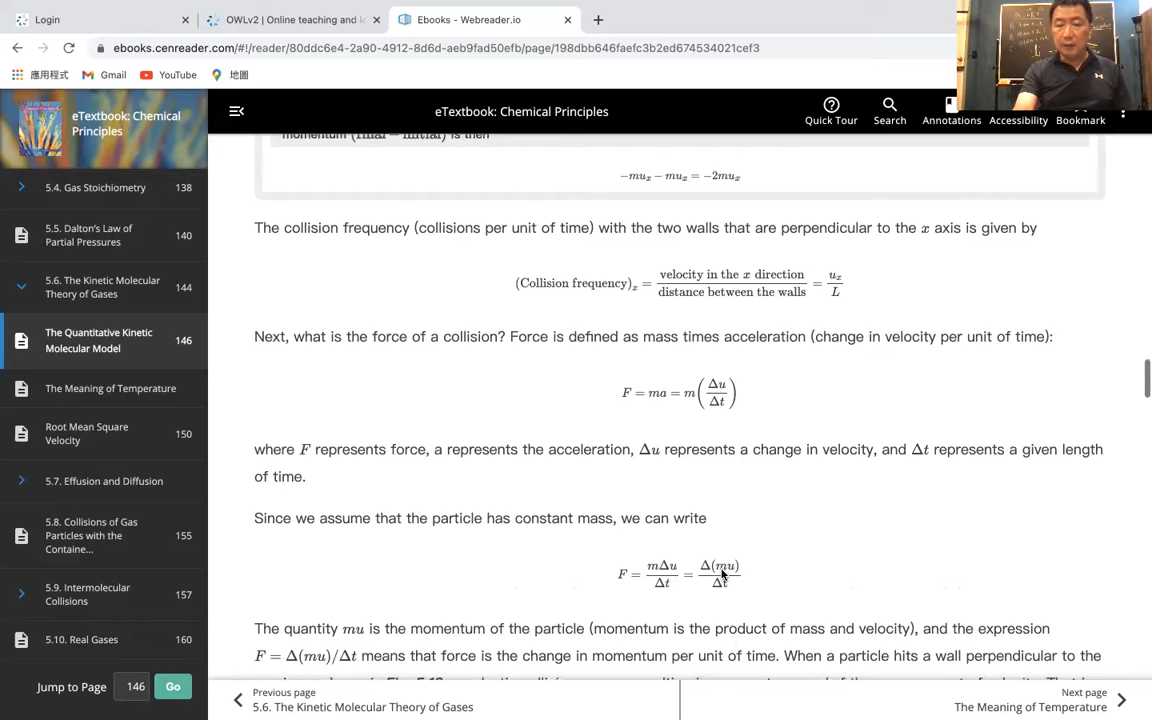 Login
OWLv2 | Online teaching and l
Ebooks - Webreader.io
ebooks.cenreader.com/#!/reader/80ddc6e4-2a90-4912-8d6d-aeb9fad50efb/page/198dbb646faefc3b2ed674534021cef3
應用程式
Gmail
YouTube
地圖
eTextbook: Chemical Principles
eTextbook: Chemical Principles
Quick Tour
Search
Annotations
Accessibility
Bookmark
5.4. Gas Stoichiometry 138
5.5. Dalton's Law of Partial Pressures 140
5.6. The Kinetic Molecular Theory of Gases 144
The Quantitative Kinetic Molecular Model 146
The Meaning of Temperature
Root Mean Square Velocity 150
5.7. Effusion and Diffusion
5.8. Collisions of Gas Particles with the Containe... 155
5.9. Intermolecular Collisions 157
5.10. Real Gases 160
Jump to Page 146 Go
momentum (final − initial) is then
−mu_x − mu_x = −2mu_x
The collision frequency (collisions per unit of time) with the two walls that are perpendicular to the x axis is given by
(Collision frequency)_x = velocity in the x direction / distance between the walls = u_x / L
Next, what is the force of a collision? Force is defined as mass times acceleration (change in velocity per unit of time):
F = ma = m(Δu / Δt)
where F represents force, a represents the acceleration, Δu represents a change in velocity, and Δt represents a given length
of time.
Since we assume that the particle has constant mass, we can write
F = mΔu / Δt = Δ(mu) / Δt
The quantity mu is the momentum of the particle (momentum is the product of mass and velocity), and the expression
F = Δ(mu)/Δt means that force is the change in momentum per unit of time. When a particle hits a wall perpendicular to the
Previous page
5.6. The Kinetic Molecular Theory of Gases
Next page
The Meaning of Temperature